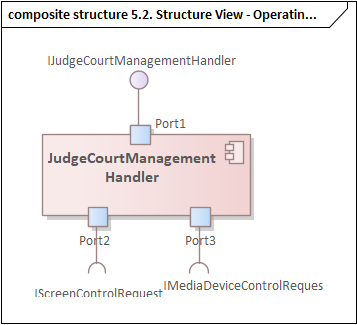 composite structure 5.2. Structure View - Operatin...
IJudgeCourtManagementHandler
Port1
JudgeCourtManagement
Handler
Port2 Port3
IScreenControlRequest IMediaDeviceControlReques